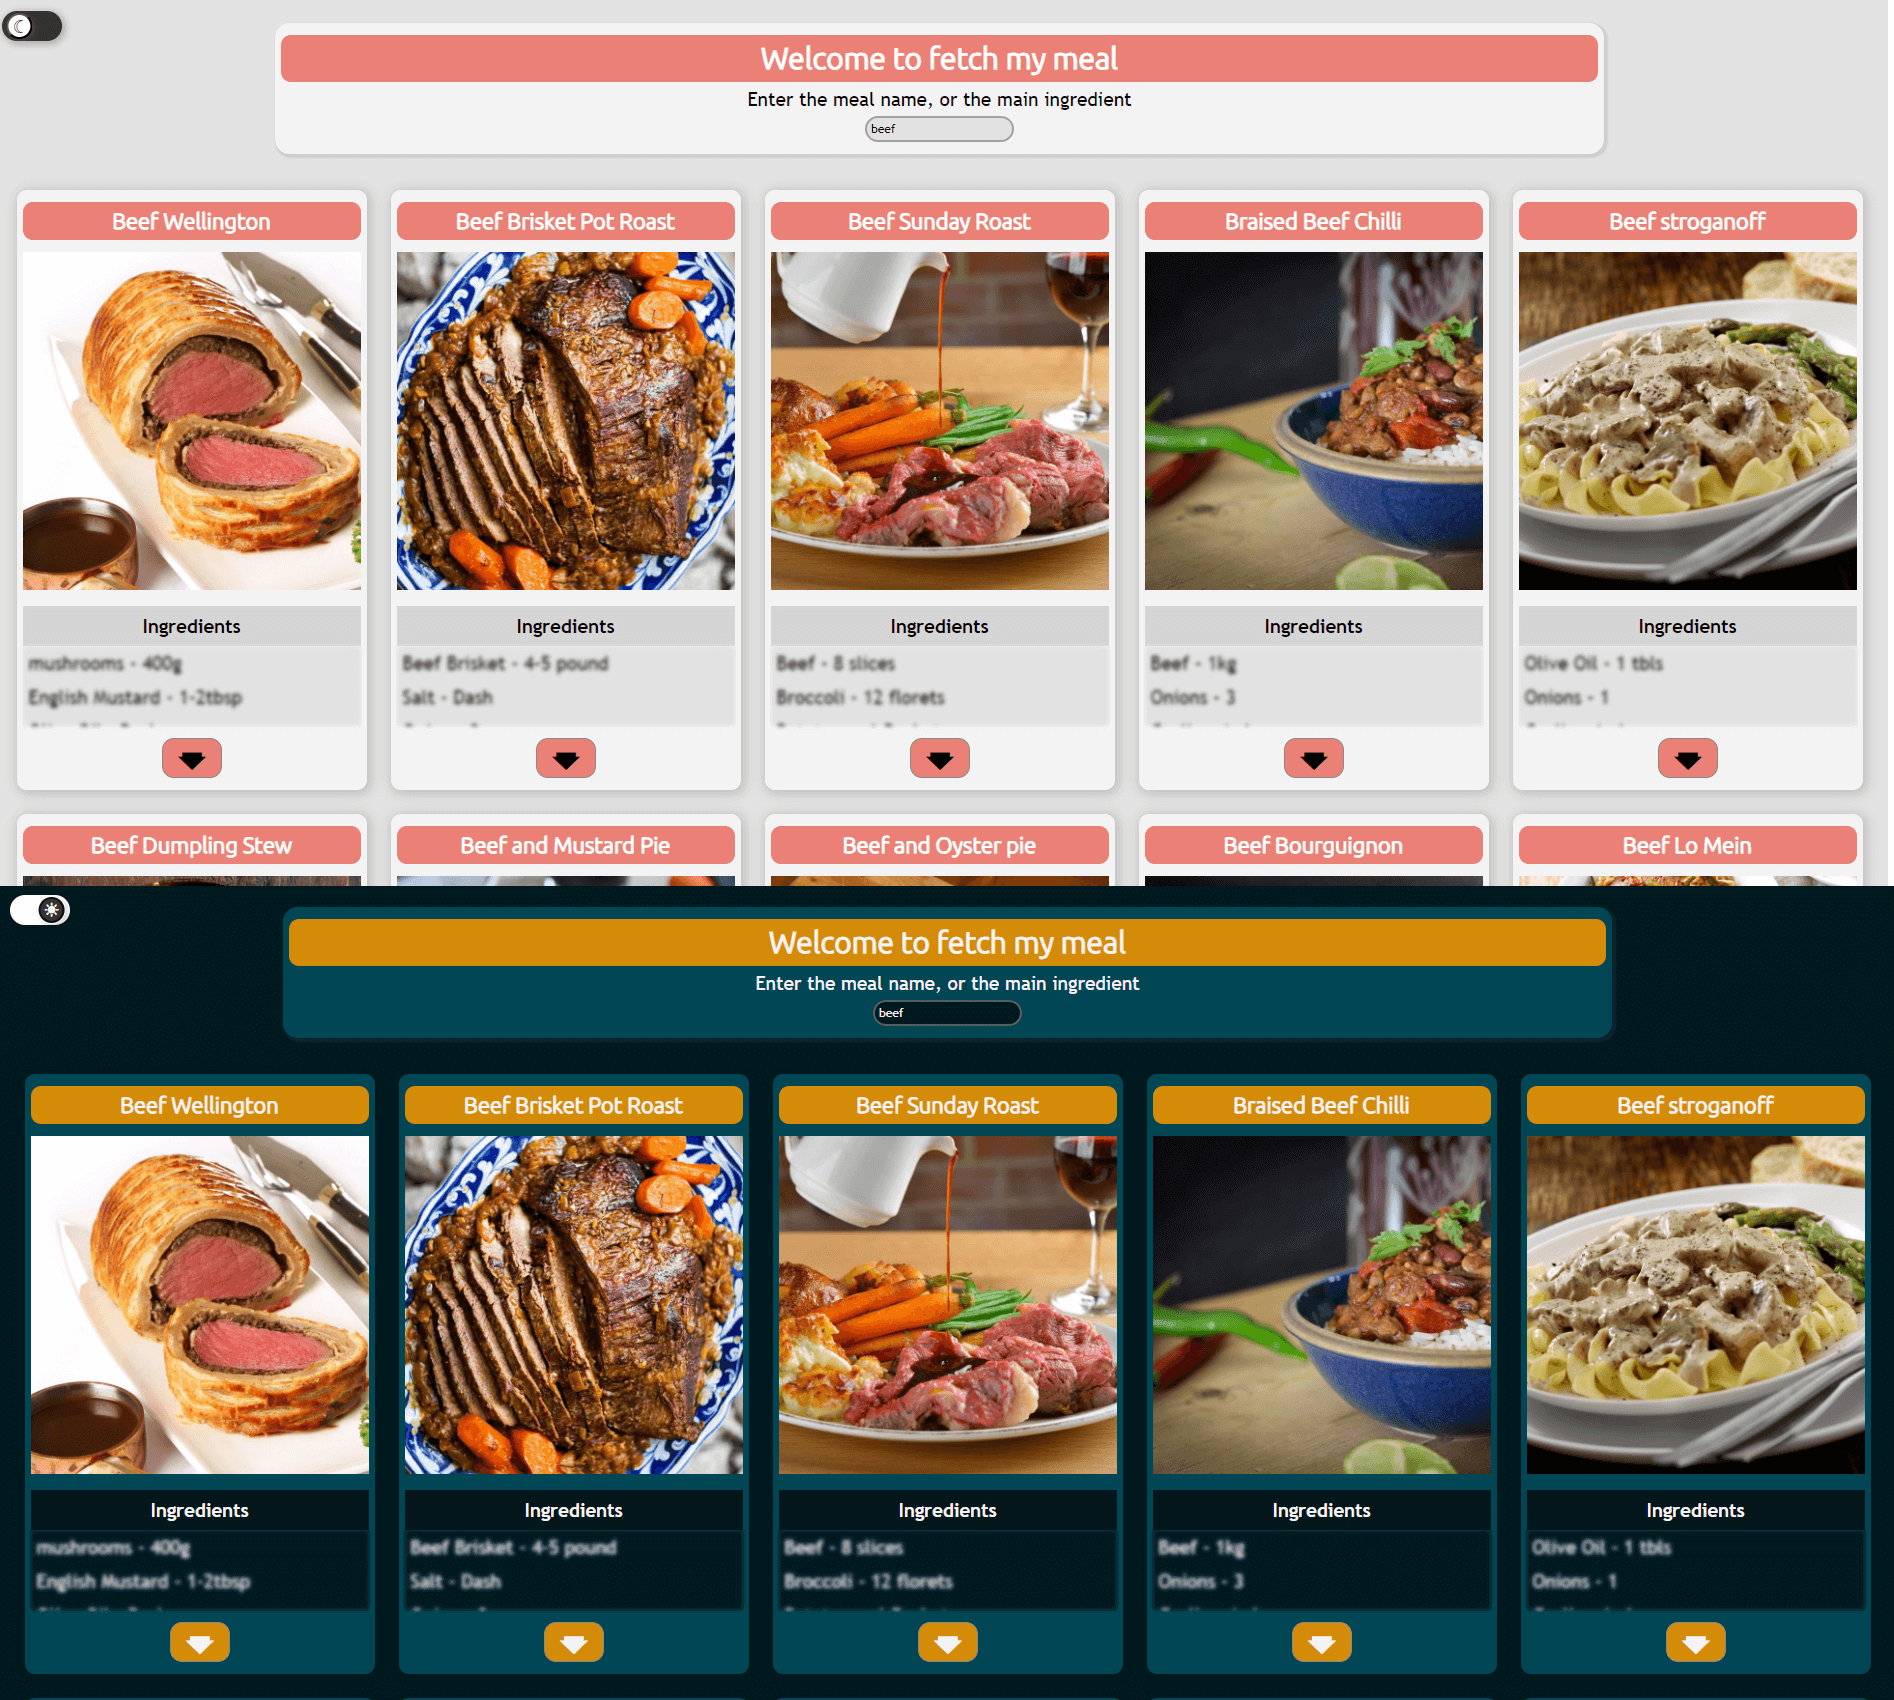 Welcome to fetch my meal
Enter the meal name, or the main ingredient
beef
Beef Wellington
Beef Brisket Pot Roast
Beef Sunday Roast
Braised Beef Chilli
Beef stroganoff
Ingredients
Ingredients
Ingredients
Ingredients
Ingredients
mushrooms - 400g
English Mustard - 1-2tbsp
Beef Brisket - 4-5 pound
Salt - Dash
Beef - 8 slices
Broccoli - 12 florets
Beef - 1kg
Onions - 3
Olive Oil - 1 tbls
Onions - 1
Beef Dumpling Stew
Beef and Mustard Pie
Beef and Oyster pie
Beef Bourguignon
Beef Lo Mein
Welcome to fetch my meal
Enter the meal name, or the main ingredient
beef
Beef Wellington
Beef Brisket Pot Roast
Beef Sunday Roast
Braised Beef Chilli
Beef stroganoff
Ingredients
Ingredients
Ingredients
Ingredients
Ingredients
mushrooms - 400g
English Mustard - 1-2tbsp
Beef Brisket - 4-5 pound
Salt - Dash
Beef - 8 slices
Broccoli - 12 florets
Beef - 1kg
Onions - 3
Olive Oil - 1 tbls
Onions - 1